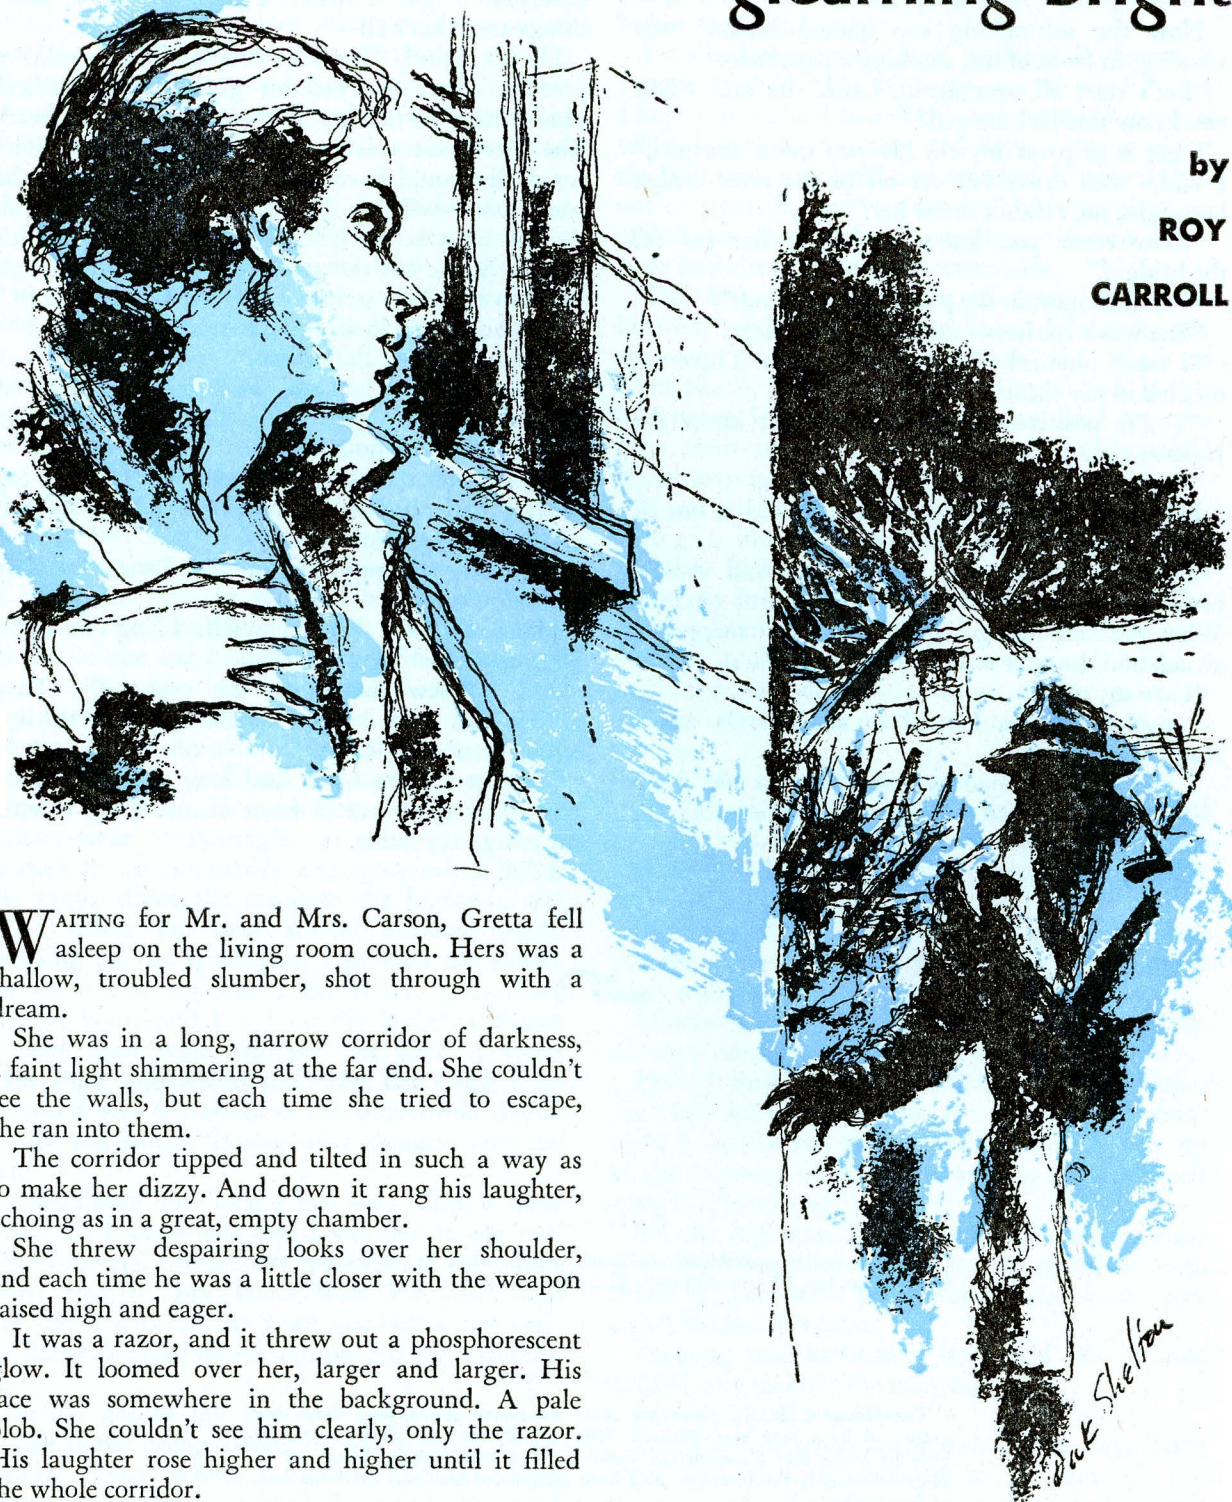 gleaming bright
by
ROY
CARROLL
WAITING for Mr. and Mrs. Carson, Gretta fell
asleep on the living room couch. Hers was a
hallow, troubled slumber, shot through with a
dream.
She was in a long, narrow corridor of darkness,
a faint light shimmering at the far end. She couldn't
ee the walls, but each time she tried to escape,
he ran into them.
The corridor tipped and tilted in such a way as
o make her dizzy. And down it rang his laughter,
choing as in a great, empty chamber.
She threw despairing looks over her shoulder,
nd each time he was a little closer with the weapon
aised high and eager.
It was a razor, and it threw out a phosphorescent
low. It loomed over her, larger and larger. His
ace was somewhere in the background. A pale
lob. She couldn't see him clearly, only the razor.
His laughter rose higher and higher until it filled
he whole corridor.
Dick Shelton